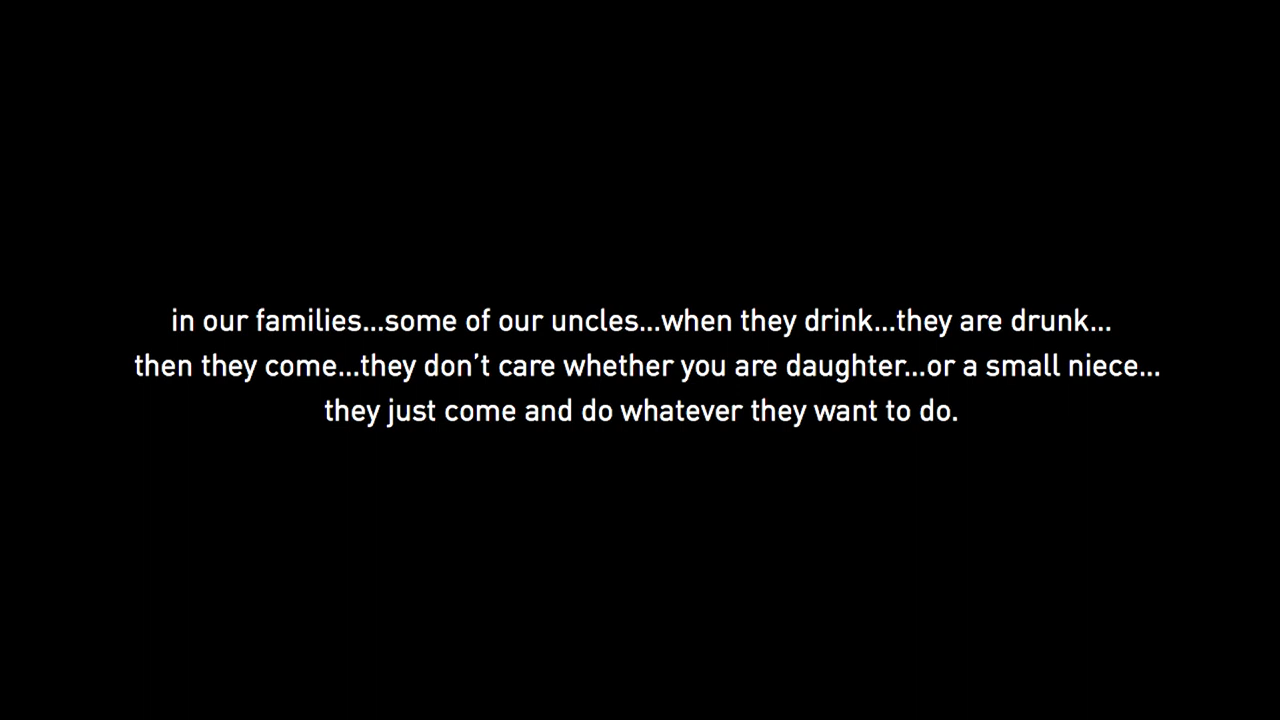 in our families...some of our uncles...when they drink...they are drunk...
then they come...they don’t care whether you are daughter...or a small niece...
they just come and do whatever they want to do.